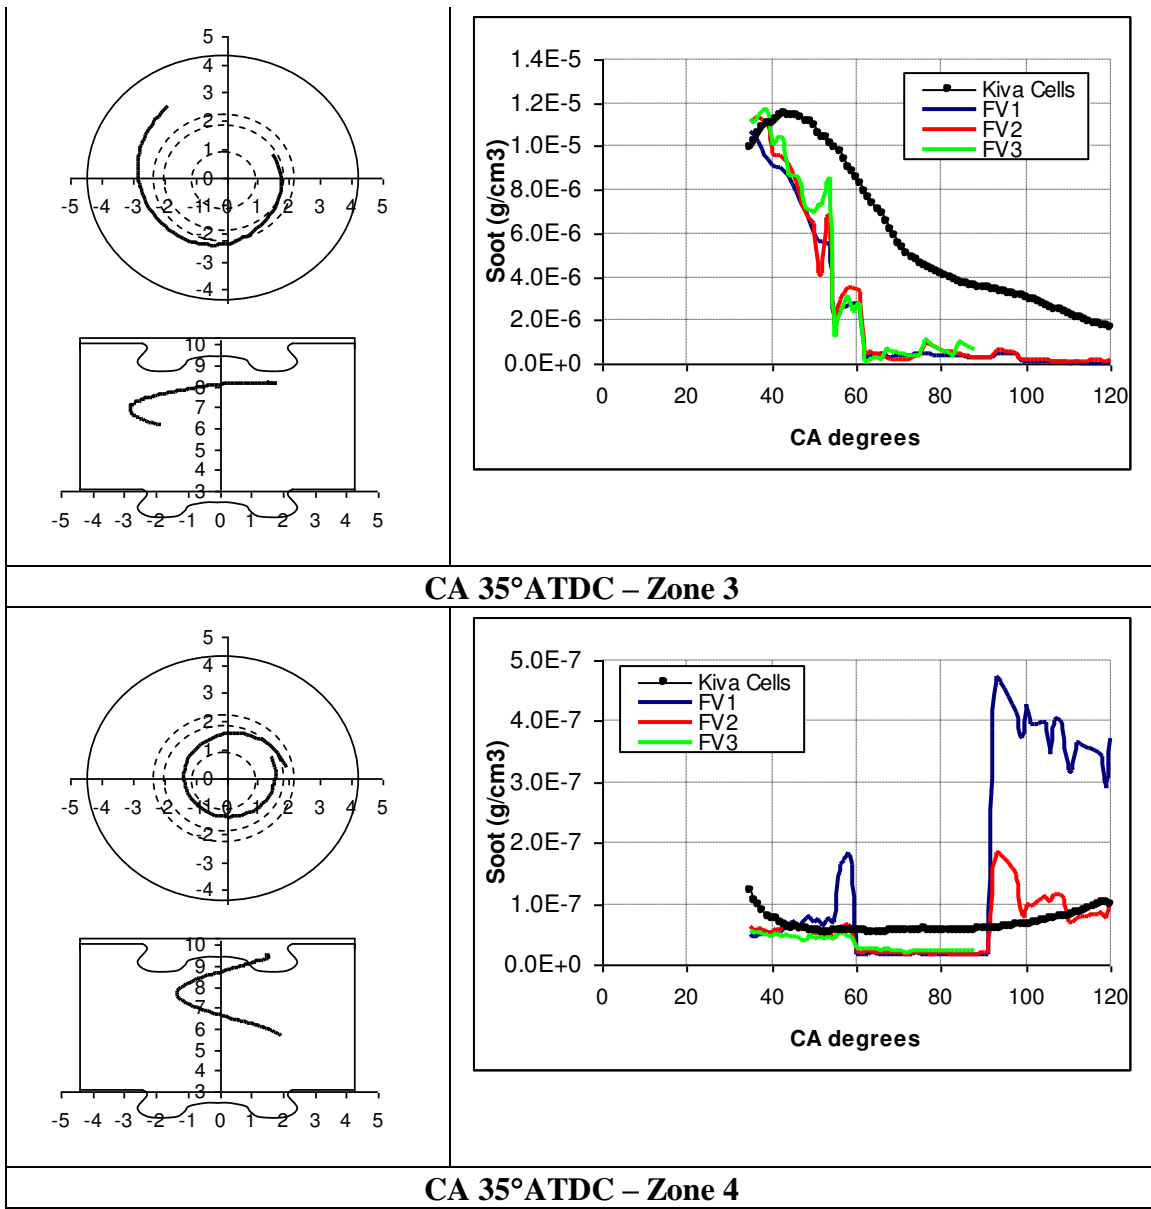 5
4
3
2
1
0
-5 -4 -3 -2 -1 0 1 2 3 4 5
-1
-2
-3
-4
10
9
8
7
6
5
4
3
-5 -4 -3 -2 -1 0 1 2 3 4 5
1.4E-5
1.2E-5
1.0E-5
8.0E-6
6.0E-6
4.0E-6
2.0E-6
0.0E+0
Soot (g/cm3)
Kiva Cells
FV1
FV2
FV3
0 20 40 60 80 100 120
CA degrees
CA 35°ATDC – Zone 3
5
4
3
2
1
0
-5 -4 -3 -2 -1 0 1 2 3 4 5
-1
-2
-3
-4
10
9
8
7
6
5
4
3
-5 -4 -3 -2 -1 0 1 2 3 4 5
5.0E-7
4.0E-7
3.0E-7
2.0E-7
1.0E-7
0.0E+0
Soot (g/cm3)
Kiva Cells
FV1
FV2
FV3
0 20 40 60 80 100 120
CA degrees
CA 35°ATDC – Zone 4